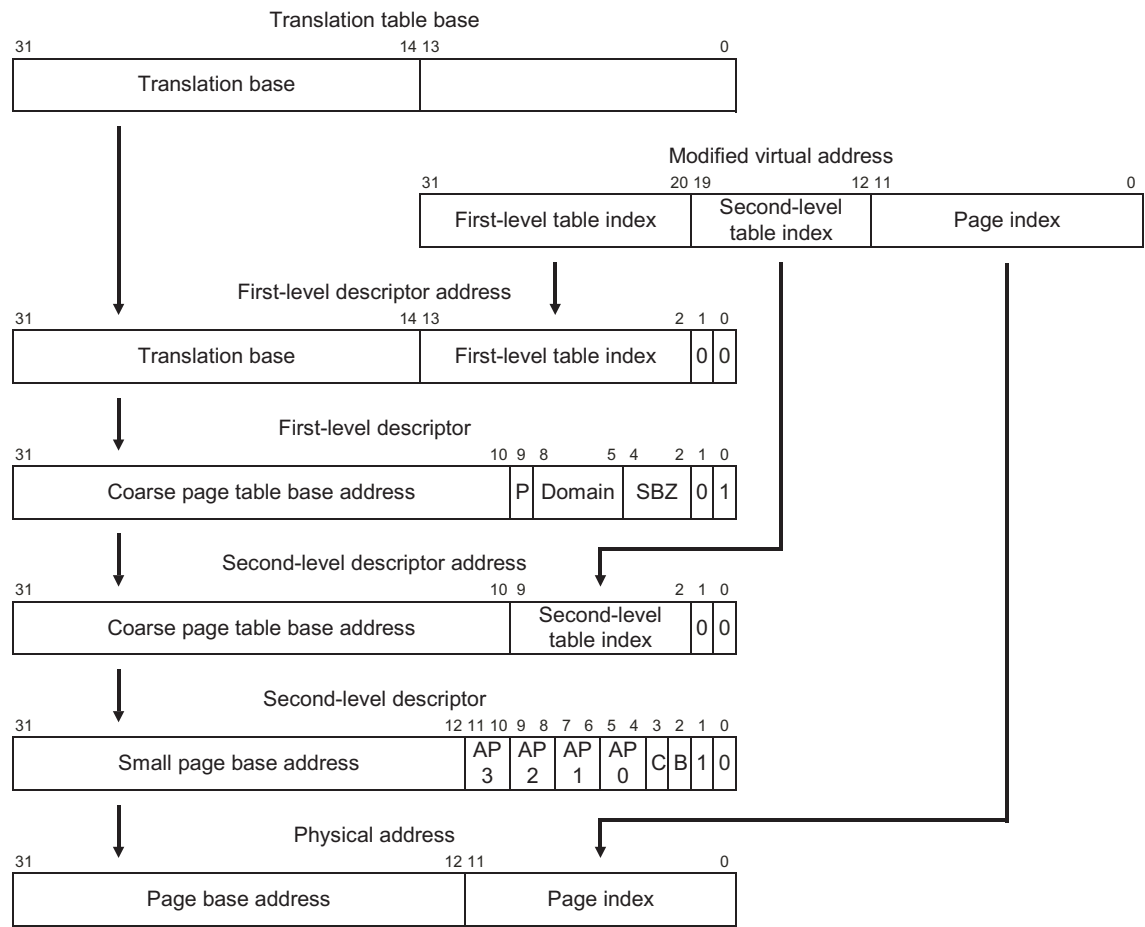 Translation table base
31 14 13 0
Translation base
Modified virtual address
31 20 19 12 11 0
First-level table index
Second-level
table index
Page index
First-level descriptor address
31 14 13 2 1 0
Translation base
First-level table index
0 0
First-level descriptor
31 10 9 8 5 4 2 1 0
Coarse page table base address
P
Domain
SBZ
0 1
Second-level descriptor address
31 10 9 2 1 0
Coarse page table base address
Second-level
table index
0 0
Second-level descriptor
31 12 11 10 9 8 7 6 5 4 3 2 1 0
Small page base address
AP
3
AP
2
AP
1
AP
0
C B 1 0
Physical address
31 12 11 0
Page base address
Page index